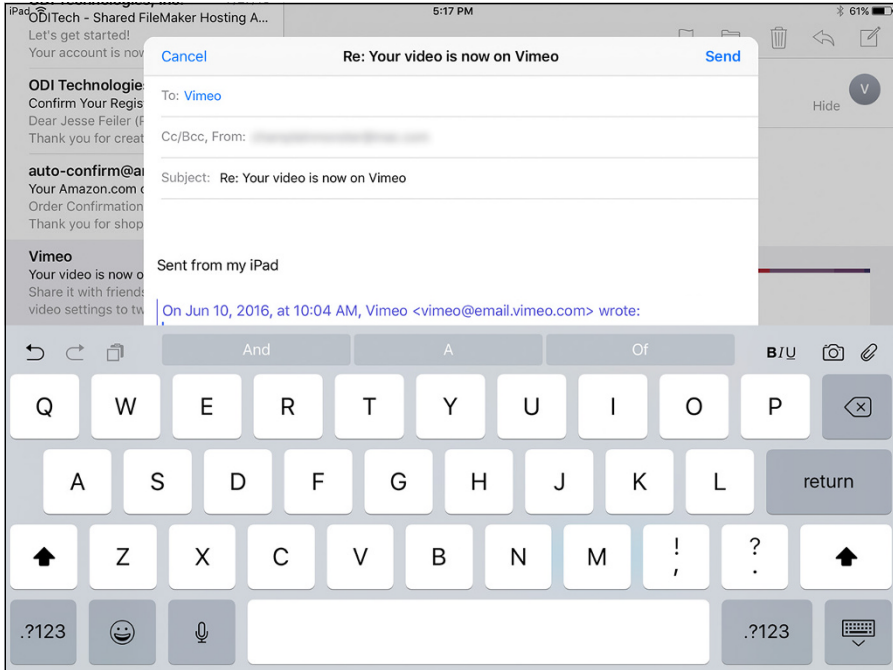 iPad 5:17 PM 61%
ODITech - Shared FileMaker Hosting A...
Let's get started!
Your account is now
ODI Technologie
Confirm Your Regis
Dear Jesse Feiler (
Thank you for creat
auto-confirm@a
Your Amazon.com
Order Confirmation
Thank you for shop
Vimeo
Your video is now o
Share it with friends
video settings to tw
Hide
V
Cancel Re: Your video is now on Vimeo Send
To: Vimeo
Cc/Bcc, From:
Subject: Re: Your video is now on Vimeo
Sent from my iPad
On Jun 10, 2016, at 10:04 AM, Vimeo <vimeo@email.vimeo.com> wrote:
And A Of BIU
Q W E R T Y U I O P
A S D F G H J K L return
Z X C V B N M ! , ? .
.?123 .?123